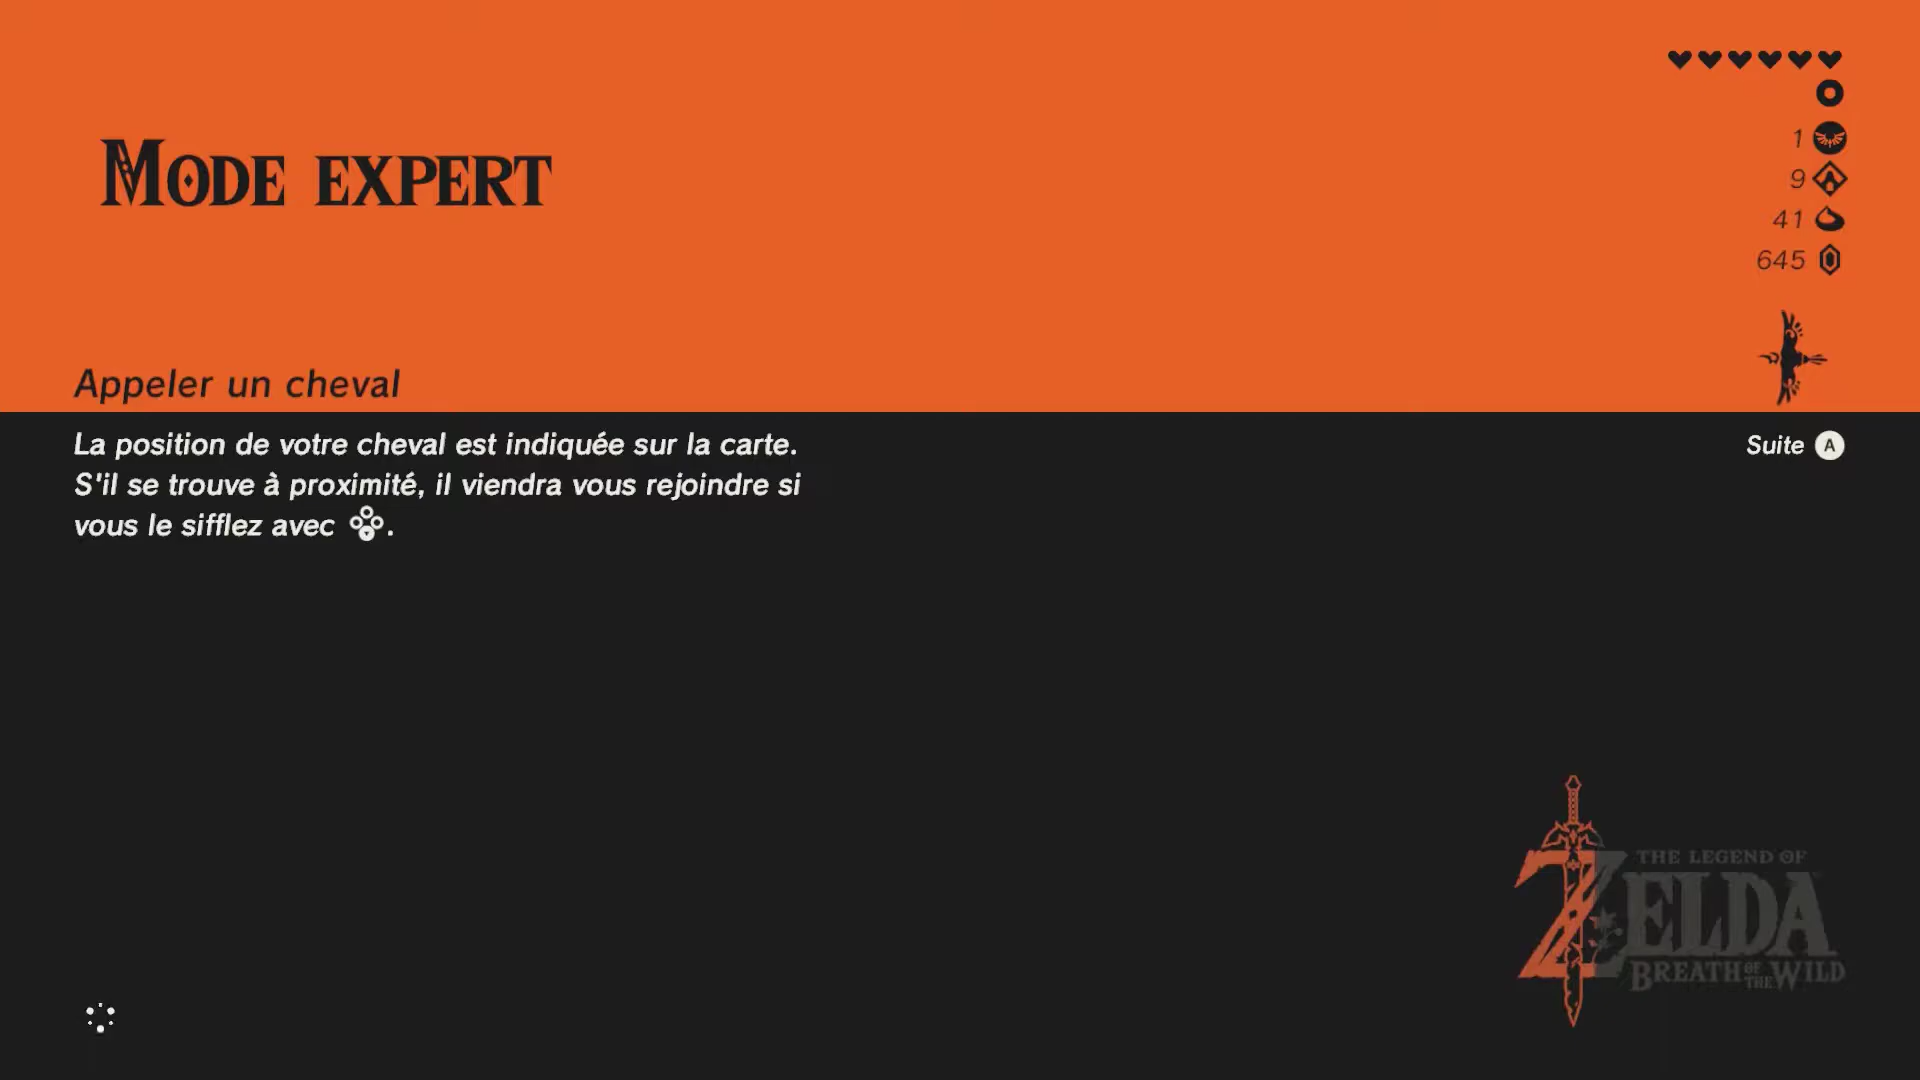 Mode expert
1
9
41
645
Appeler un cheval
La position de votre cheval est indiquée sur la carte.
S'il se trouve à proximité, il viendra vous rejoindre si
vous le sifflez avec .
Suite A
THE LEGEND OF
ZELDA
BREATH OF THE WILD